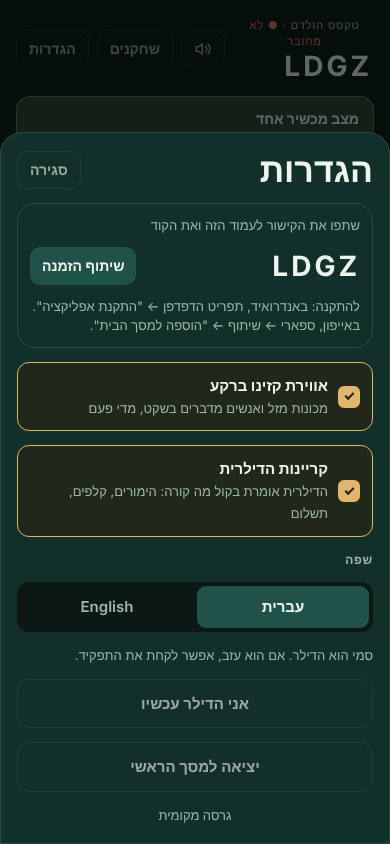 טקסס הולדם · לא
מחובר
LDGZ
שחקנים
הגדרות
מצב מכשיר אחד
הגדרות
סגירה
שתפו את הקישור לעמוד הזה ואת הקוד
LDGZ
שיתוף הזמנה
להתקנה: באנדרואיד, תפריט הדפדפן ← "התקנת אפליקציה".
באייפון, ספארי ← שיתוף ← "הוספה למסך הבית".
אווירת קזינו ברקע
מכונות מזל ואנשים מדברים בשקט, מדי פעם
קריינות הדילרית
הדילרית אומרת בקול מה קורה: הימורים, קלפים,
תשלום
שפה
עברית
English
סמי הוא הדילר. אם הוא עזב, אפשר לקחת את התפקיד.
אני הדילר עכשיו
יציאה למסך הראשי
גרסה מקומית